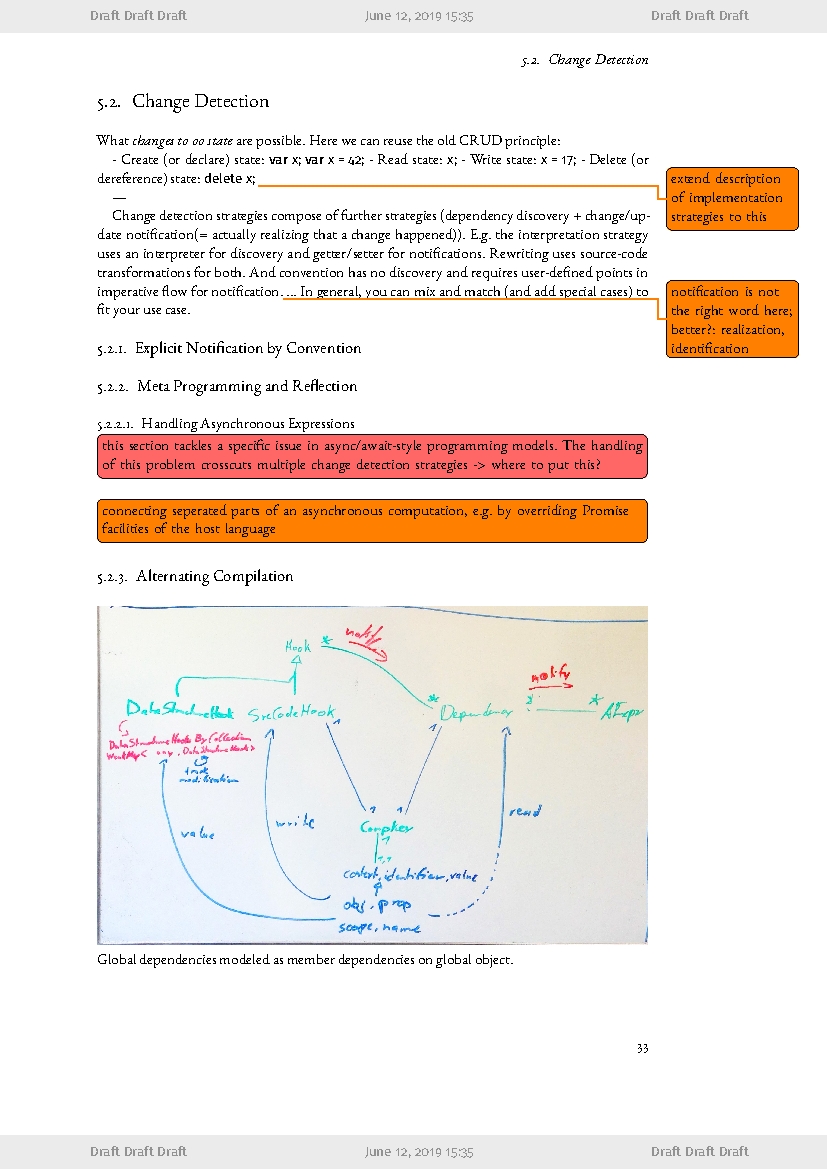 Draft Draft Draft June 12, 2019 15:35 Draft Draft Draft
5.2. Change Detection
5.2. Change Detection
What changes to oo state are possible. Here we can reuse the old CRUD principle:
- Create (or declare) state: var x; var x = 42; - Read state: x; - Write state: x = 17; - Delete (or
dereference) state: delete x;
extend description
of implementation
strategies to this
—
Change detection strategies compose of further strategies (dependency discovery + change/up-
date notification(= actually realizing that a change happened)). E.g. the interpretation strategy
uses an interpreter for discovery and getter/setter for notifications. Rewriting uses source-code
transformations for both. And convention has no discovery and requires user-defined points in
imperative flow for notification. ... In general, you can mix and match (and add special cases) to
fit your use case.
notification is not
the right word here;
better?: realization,
identification
5.2.1. Explicit Notification by Convention
5.2.2. Meta Programming and Reflection
5.2.2.1. Handling Asynchronous Expressions
this section tackles a specific issue in async/await-style programming models. The handling
of this problem crosscuts multiple change detection strategies -> where to put this?
connecting seperated parts of an asynchronous computation, e.g. by overriding Promise
facilities of the host language
5.2.3. Alternating Compilation
Hook * notify
DataStructureHook SrcCodeHook * Dependency * AExpr
notify
DataStructureHooks By Collection
WeakMap< any, DataStructureHook>
track
modification
value
write
CompKey
read
context, identifier, value
obj, prop
scope, name
Global dependencies modeled as member dependencies on global object.
33
Draft Draft Draft June 12, 2019 15:35 Draft Draft Draft